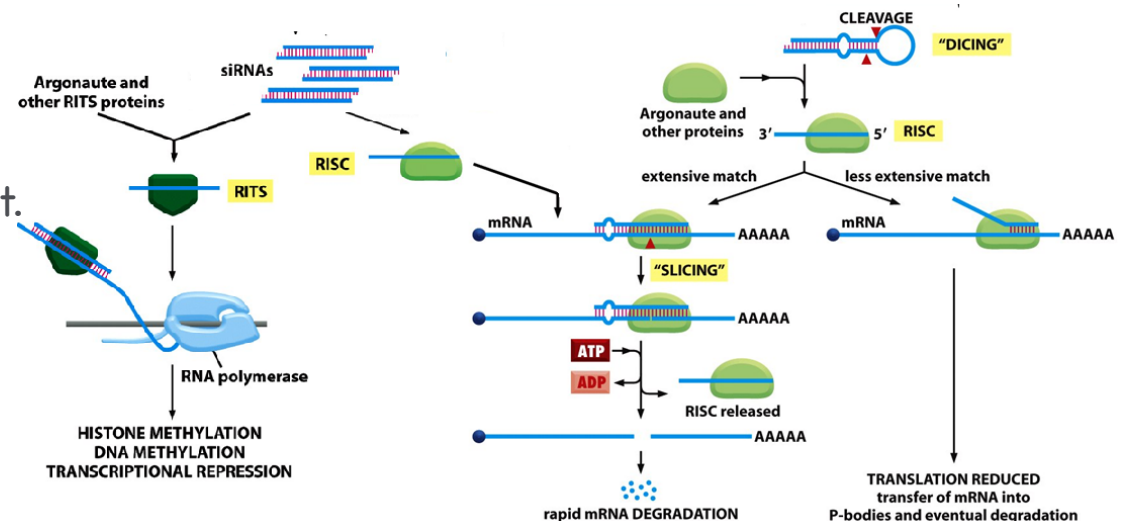 Argonaute and
other RITS proteins
siRNAs
RITS
t.
RNA polymerase
HISTONE METHYLATION
DNA METHYLATION
TRANSCRIPTIONAL REPRESSION
RISC
CLEAVAGE
“DICING”
Argonaute and
other proteins
3’
5’
RISC
extensive match
less extensive match
mRNA
AAAAA
“SLICING”
AAAAA
ATP
ADP
RISC released
AAAAA
rapid mRNA DEGRADATION
mRNA
AAAAA
TRANSLATION REDUCED
transfer of mRNA into
P-bodies and eventual degradation